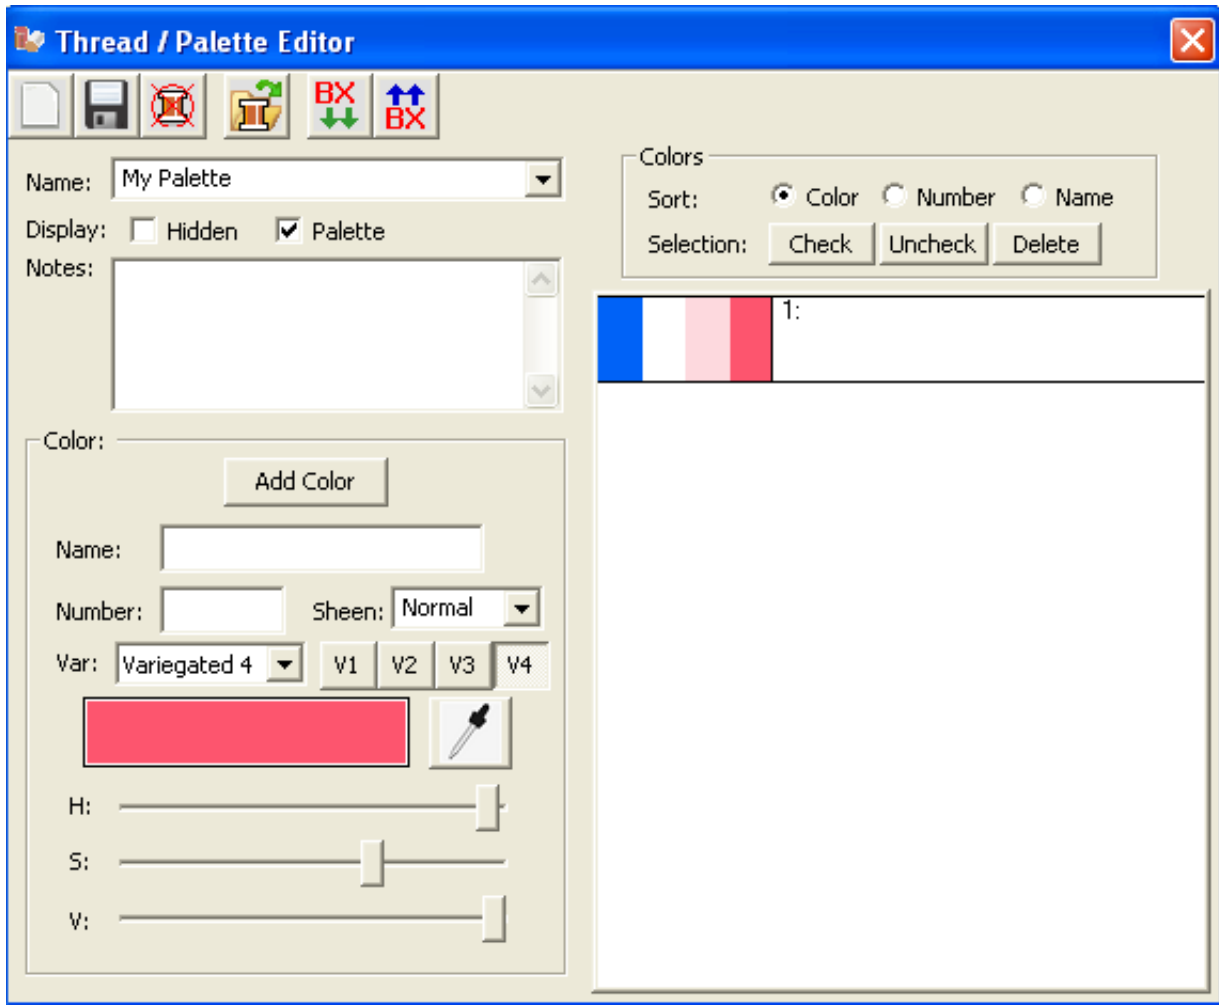 Thread / Palette Editor
BX
BX
Name: My Palette
Display: Hidden Palette
Notes:
Color:
Add Color
Name:
Number: Sheen: Normal
Var: Variegated 4 V1 V2 V3 V4
H:
S:
V:
Colors
Sort: Color Number Name
Selection: Check Uncheck Delete
1: